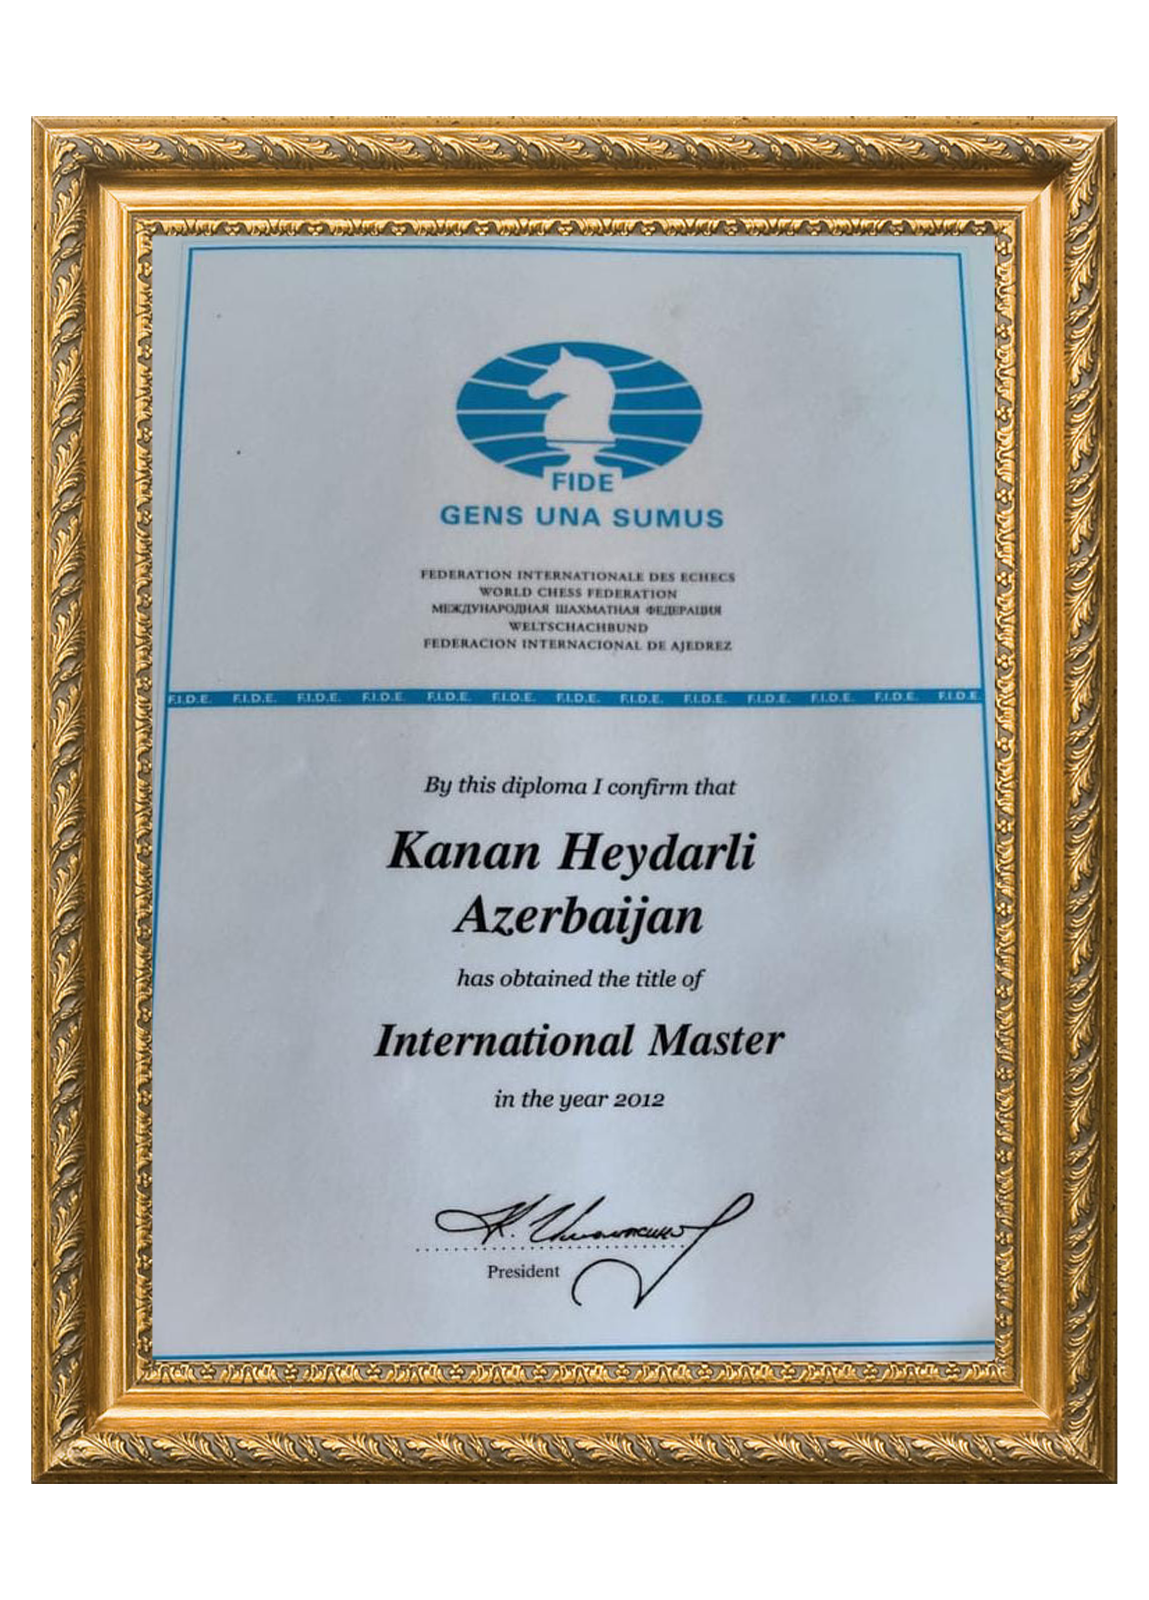 FIDE
GENS UNA SUMUS
FEDERATION INTERNATIONALE DES ECHECS
WORLD CHESS FEDERATION
МЕЖДУНАРОДНАЯ ШАХМАТНАЯ ФЕДЕРАЦИЯ
WELTSCHACHBUND
FEDERACION INTERNACIONAL DE AJEDREZ
F.I.D.E. F.I.D.E. F.I.D.E. F.I.D.E. F.I.D.E. F.I.D.E. F.I.D.E. F.I.D.E. F.I.D.E. F.I.D.E. F.I.D.E. F.I.D.E. F.I.D.E.
By this diploma I confirm that
Kanan Heydarli
Azerbaijan
has obtained the title of
International Master
in the year 2012
President